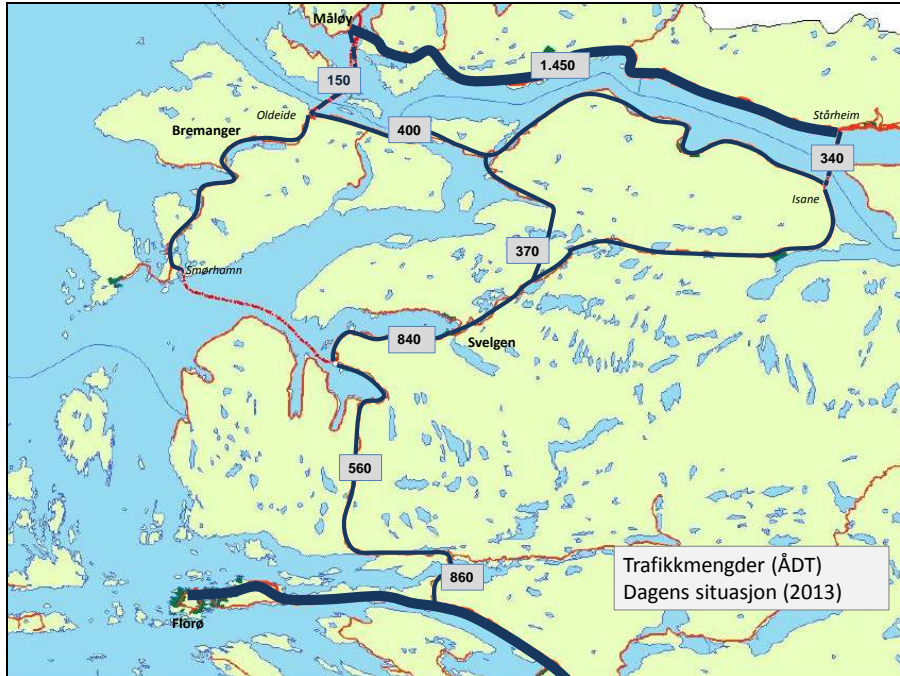 Måløy
1.450
150
Oldeide
Stårheim
Bremanger
400
340
Isane
370
Smørhamn
840
Svelgen
560
Trafikkmengder (ÅDT)
Dagens situasjon (2013)
860
Florø